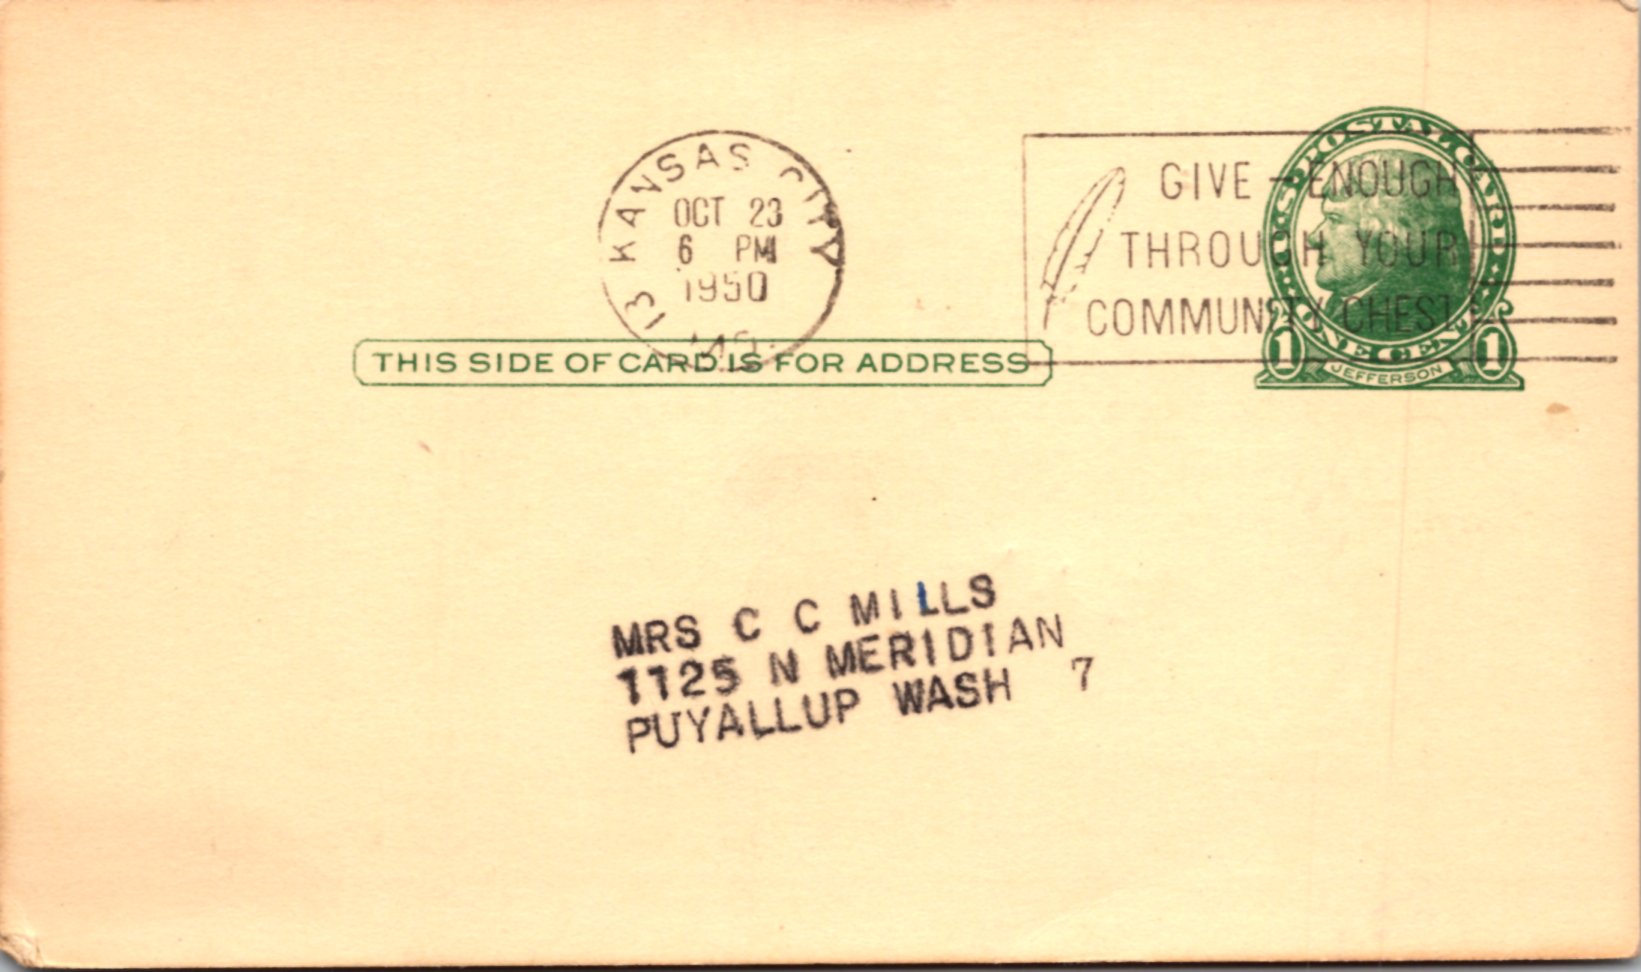 KANSAS CITY
13
MO.
OCT 23
6 PM
1950
GIVE - ENOUGH
THROUGH YOUR
COMMUNITY CHEST
U.S. POSTAL CARD
ONE CENT
1 1
JEFFERSON
THIS SIDE OF CARD IS FOR ADDRESS
MRS C C MILLS
1125 N MERIDIAN
PUYALLUP WASH 7